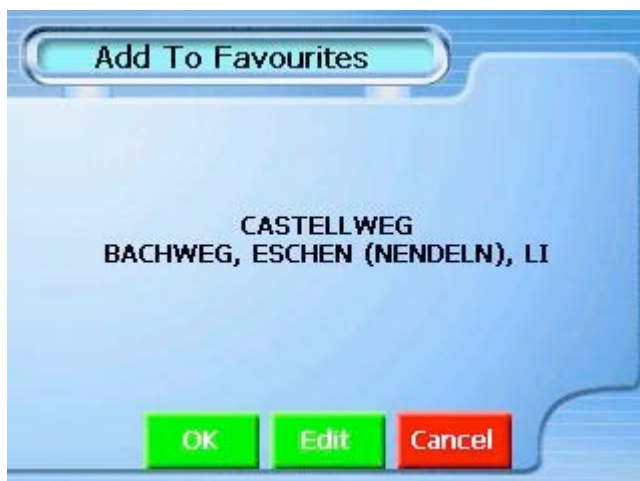 Add To Favourites
CASTELLWEG
BACHWEG, ESCHEN (NENDELN), LI
OK Edit Cancel